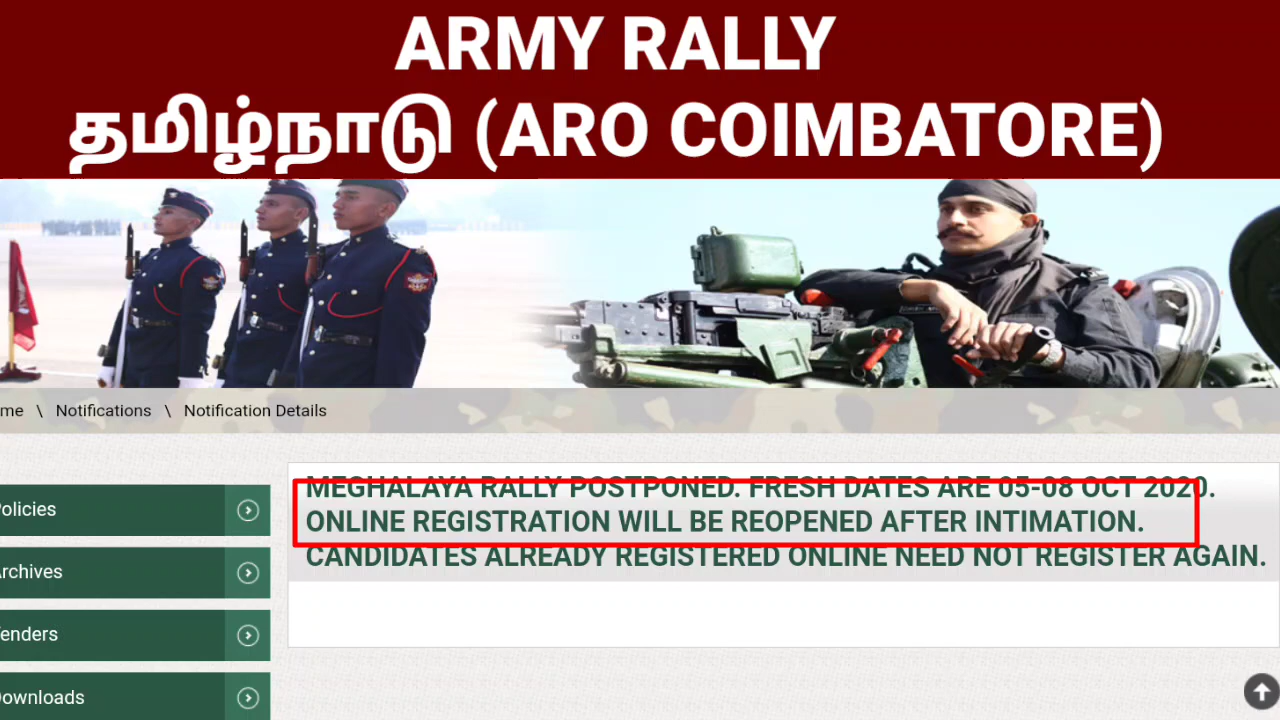 ARMY RALLY
தமிழ்நாடு (ARO COIMBATORE)
me \ Notifications \ Notification Details
MEGHALAYA RALLY POSTPONED. FRESH DATES ARE 05-08 OCT 2020.
ONLINE REGISTRATION WILL BE REOPENED AFTER INTIMATION.
CANDIDATES ALREADY REGISTERED ONLINE NEED NOT REGISTER AGAIN.
olicies
rchives
enders
ownloads